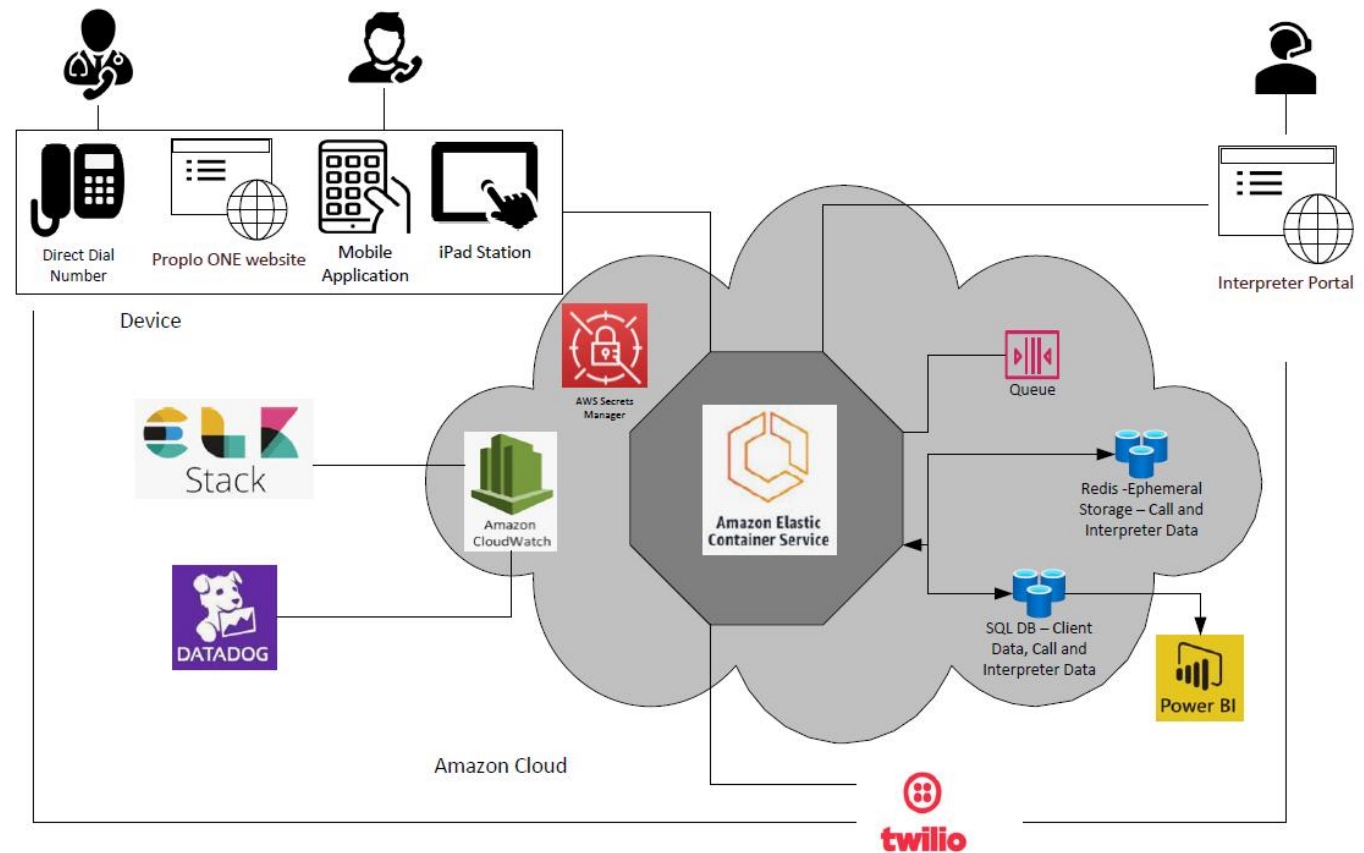 Direct Dial
Number
Proplo ONE website
Mobile
Application
iPad Station
Interpreter Portal
Device
AWS Secrets
Manager
Queue
ELK
Stack
Amazon
CloudWatch
Amazon Elastic
Container Service
Redis -Ephemeral
Storage – Call and
Interpreter Data
DATADOG
SQL DB – Client
Data, Call and
Interpreter Data
Power BI
Amazon Cloud
twilio